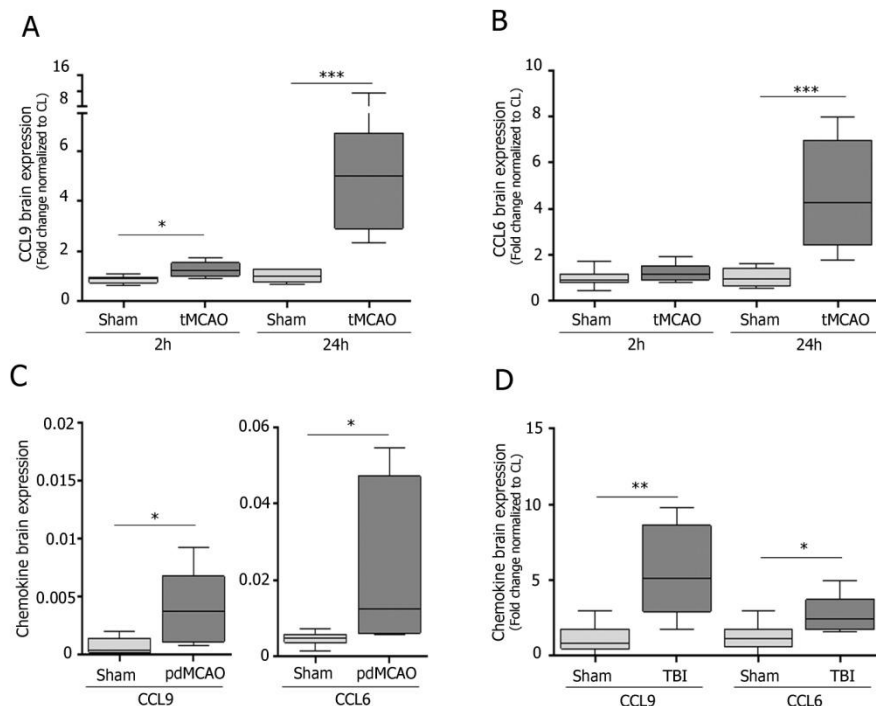 A
CCL9 brain expression
(Fold change normalized to CL)
16
8
6
4
2
0
*
***
Sham
tMCAO
Sham
tMCAO
2h
24h
B
CCL6 brain expression
(Fold change normalized to CL)
10
8
6
4
2
0
***
Sham
tMCAO
Sham
tMCAO
2h
24h
C
Chemokine brain expression
0.02
0.015
0.01
0.005
0
*
Sham
pdMCAO
CCL9
0.06
0.04
0.02
0
*
Sham
pdMCAO
CCL6
D
Chemokine brain expression
(Fold change normalized to CL)
15
10
5
0
**
*
Sham
TBI
Sham
TBI
CCL9
CCL6